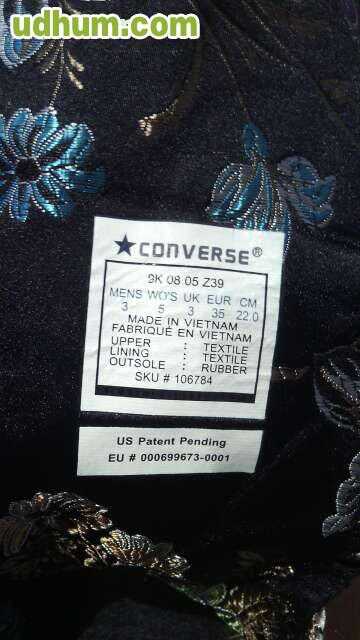 udhum.com
★CONVERSE®
9K 08 05 Z39
MENS WO'S UK EUR CM
3 5 3 35 22.0
MADE IN VIETNAM
FABRIQUÉ EN VIETNAM
UPPER : TEXTILE
LINING : TEXTILE
OUTSOLE : RUBBER
SKU # 106784
US Patent Pending
EU # 000699673-0001